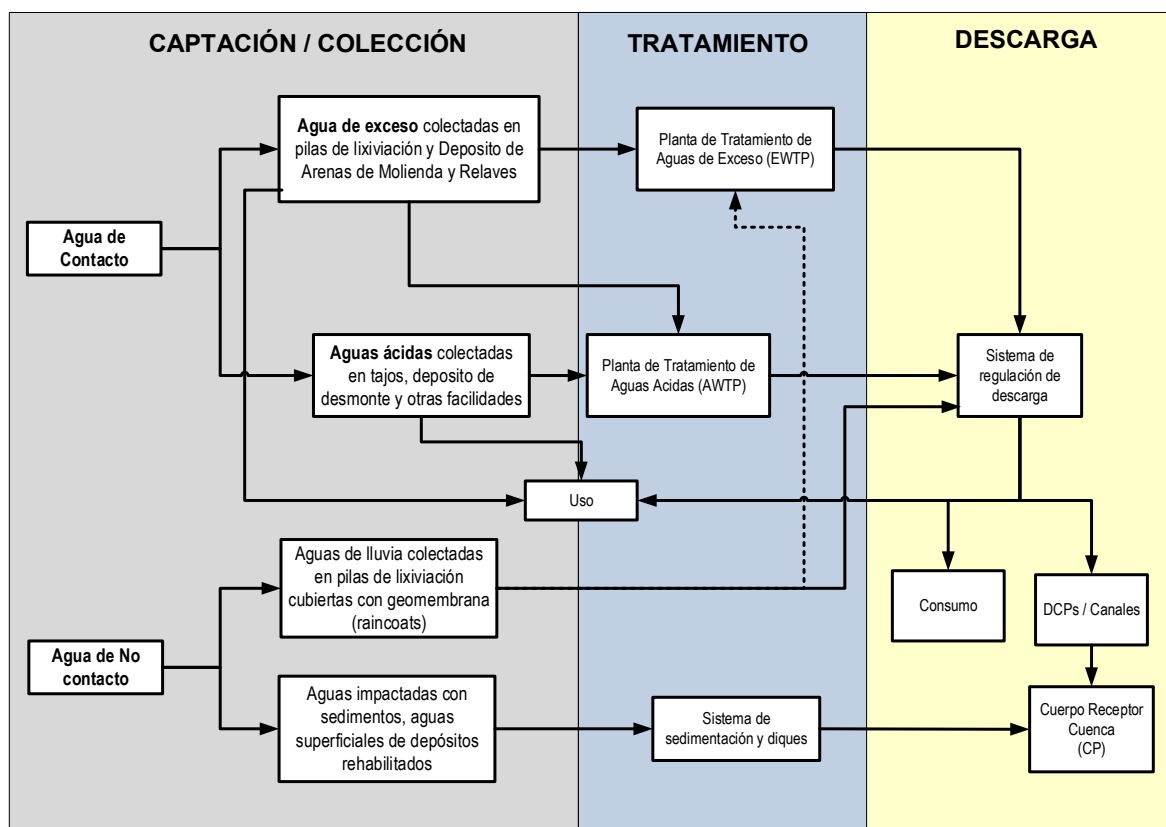 CAPTACIÓN / COLECCIÓN
TRATAMIENTO
DESCARGA
Agua de exceso colectadas en
pilas de lixiviación y Deposito de
Arenas de Molienda y Relaves
Planta de Tratamiento de
Aguas de Exceso (EWTP)
Agua de
Contacto
Aguas ácidas colectadas
en tajos, deposito de
desmonte y otras facilidades
Planta de Tratamiento de
Aguas Acidas (AWTP)
Sistema de
regulación de
descarga
Uso
Aguas de lluvia colectadas
en pilas de lixiviación
cubiertas con geomembrana
(raincoats)
Consumo
DCPs / Canales
Agua de No
contacto
Aguas impactadas con
sedimentos, aguas
superficiales de depósitos
rehabilitados
Sistema de
sedimentación y diques
Cuerpo Receptor
Cuenca
(CP)